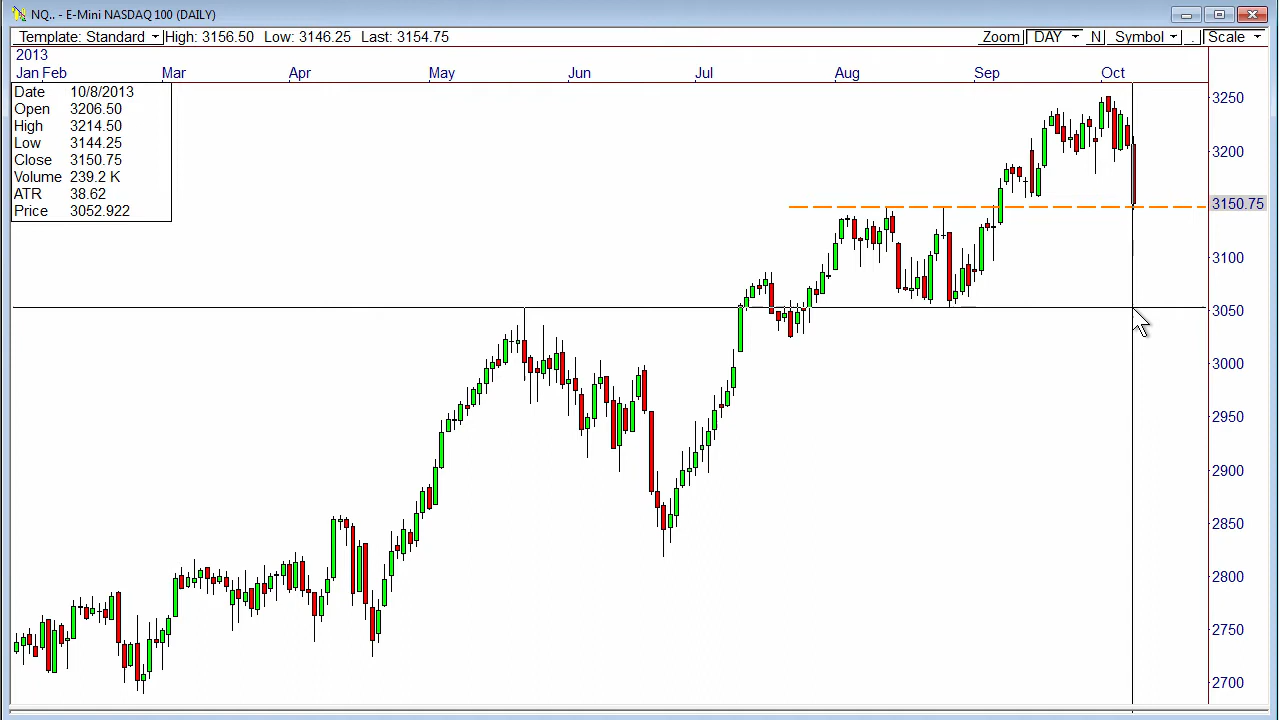 NQ.. - E-Mini NASDAQ 100 (DAILY)
Template: Standard High: 3156.50 Low: 3146.25 Last: 3154.75 Zoom DAY N Symbol . Scale
2013
Jan Feb Mar Apr May Jun Jul Aug Sep Oct
Date 10/8/2013
Open 3206.50
High 3214.50
Low 3144.25
Close 3150.75
Volume 239.2 K
ATR 38.62
Price 3052.922
3250
3200
3150.75
3100
3050
3000
2950
2900
2850
2800
2750
2700